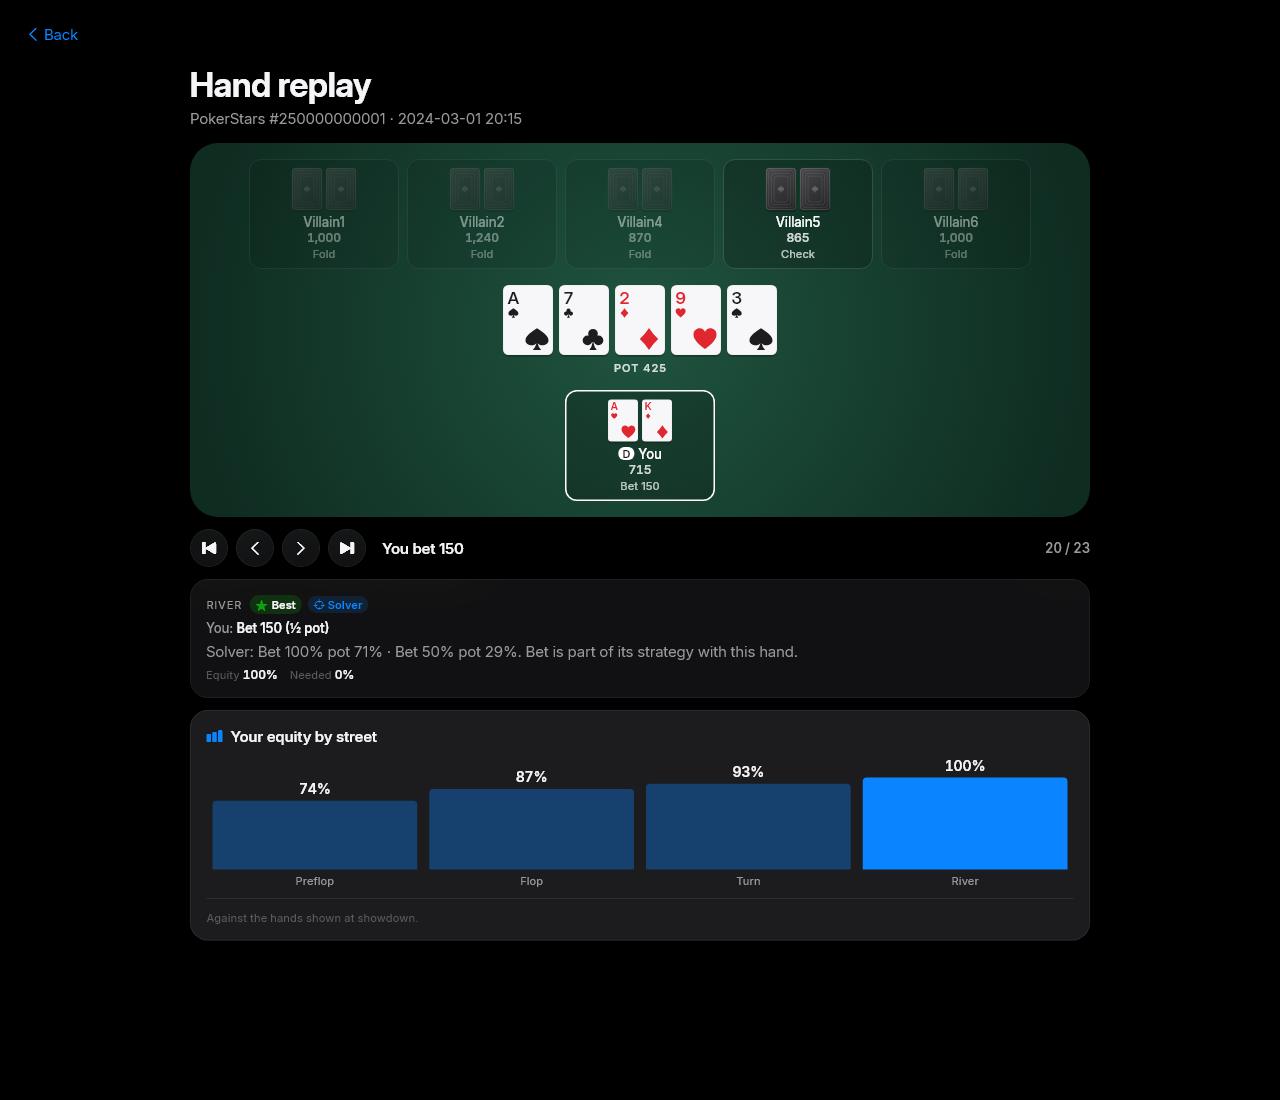 Back
Hand replay
PokerStars #250000000001 · 2024-03-01 20:15
Villain1
1,000
Fold
Villain2
1,240
Fold
Villain4
870
Fold
Villain5
865
Check
Villain6
1,000
Fold
A
7
2
9
3
POT 425
A
K
D You
715
Bet 150
You bet 150
20 / 23
RIVER Best Solver
You: Bet 150 (½ pot)
Solver: Bet 100% pot 71% · Bet 50% pot 29%. Bet is part of its strategy with this hand.
Equity 100% Needed 0%
Your equity by street
74%
87%
93%
100%
Preflop
Flop
Turn
River
Against the hands shown at showdown.